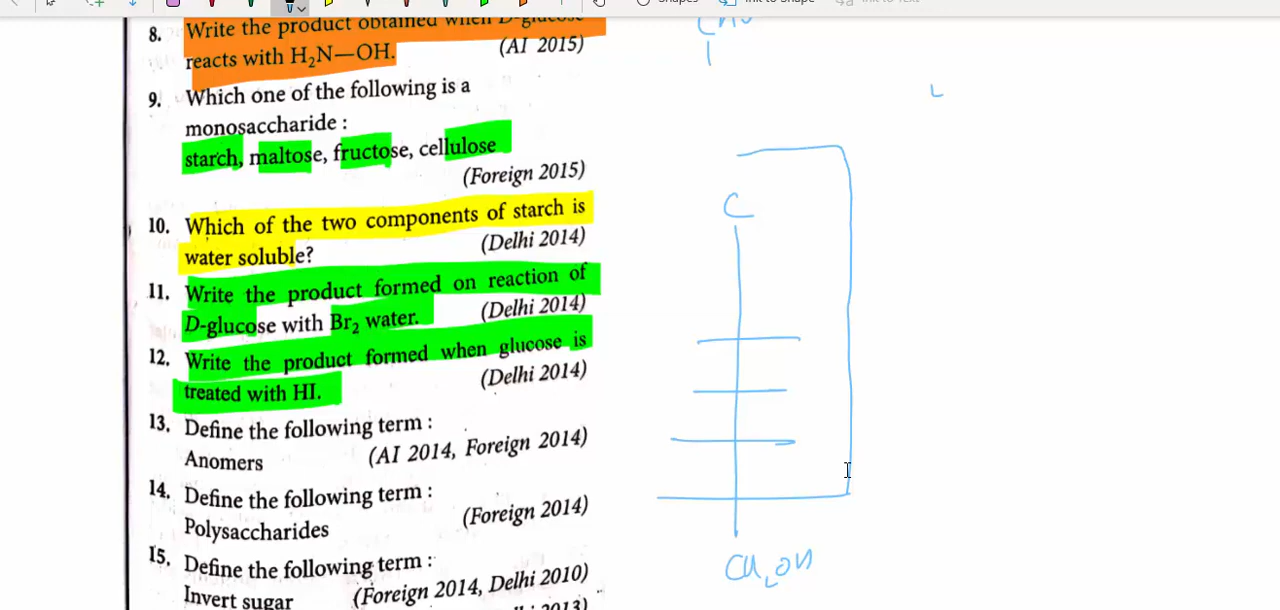 8. Write the product obtained when D-glucose
reacts with H₂N—OH. (AI 2015)
9. Which one of the following is a
monosaccharide :
starch, maltose, fructose, cellulose
(Foreign 2015)
10. Which of the two components of starch is
water soluble? (Delhi 2014)
11. Write the product formed on reaction of
D-glucose with Br₂ water. (Delhi 2014)
12. Write the product formed when glucose is
treated with HI. (Delhi 2014)
13. Define the following term :
Anomers (AI 2014, Foreign 2014)
14. Define the following term :
Polysaccharides (Foreign 2014)
15. Define the following term :
Invert sugar (Foreign 2014, Delhi 2010)
C
CH₂OH